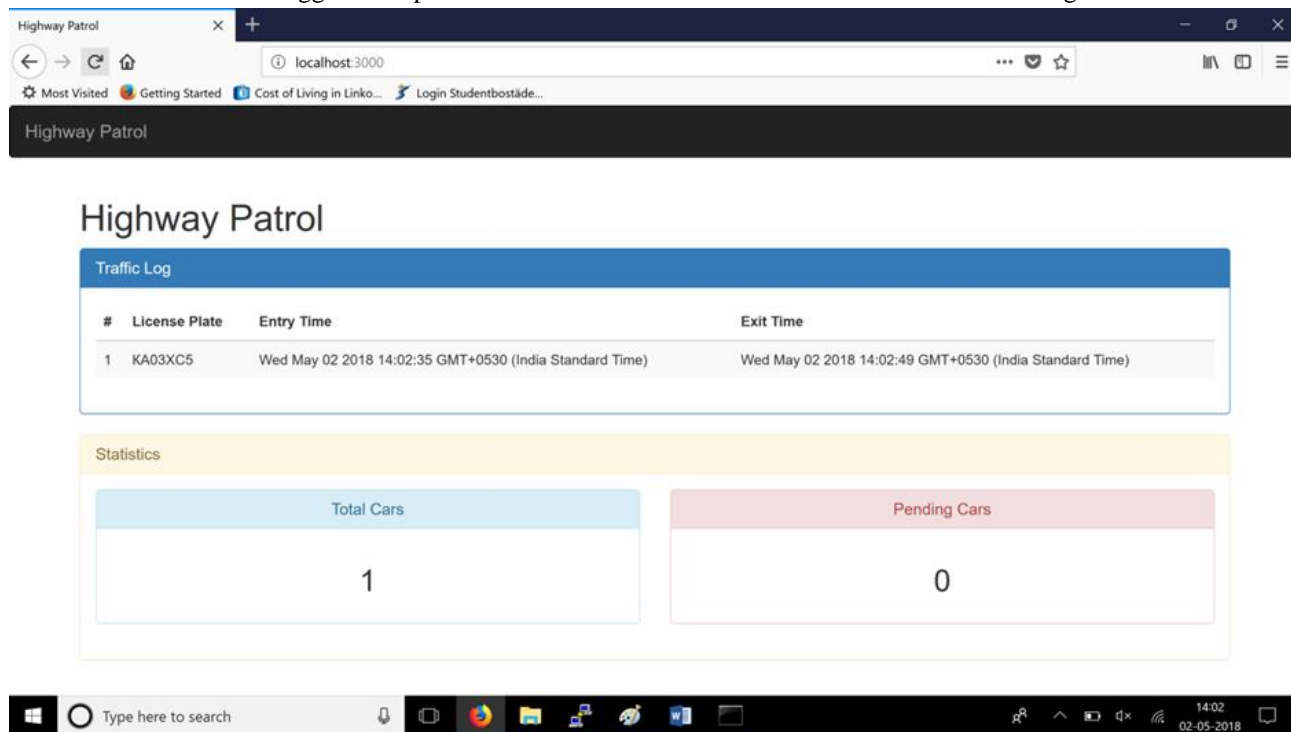 Highway Patrol
localhost:3000
Most Visited Getting Started Cost of Living in Linko... Login Studentbostäde...
Highway Patrol
Highway Patrol
Traffic Log
# License Plate Entry Time Exit Time
1 KA03XC5 Wed May 02 2018 14:02:35 GMT+0530 (India Standard Time) Wed May 02 2018 14:02:49 GMT+0530 (India Standard Time)
Statistics
Total Cars Pending Cars
1 0
Type here to search
14:02
02-05-2018